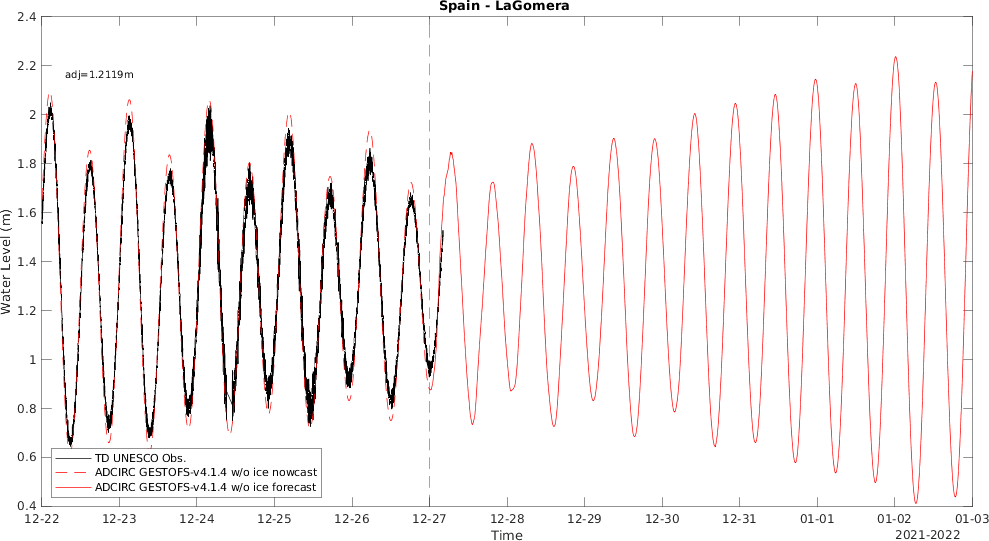 Spain - LaGomera
2.4
2.2
2
1.8
1.6
1.4
1.2
1
0.8
0.6
0.4
Water Level (m)
adj=1.2119m
TD UNESCO Obs.
ADCIRC GESTOFS-v4.1.4 w/o ice nowcast
ADCIRC GESTOFS-v4.1.4 w/o ice forecast
12-22 12-23 12-24 12-25 12-26 12-27 12-28 12-29 12-30 12-31 01-01 01-02 01-03
Time
2021-2022